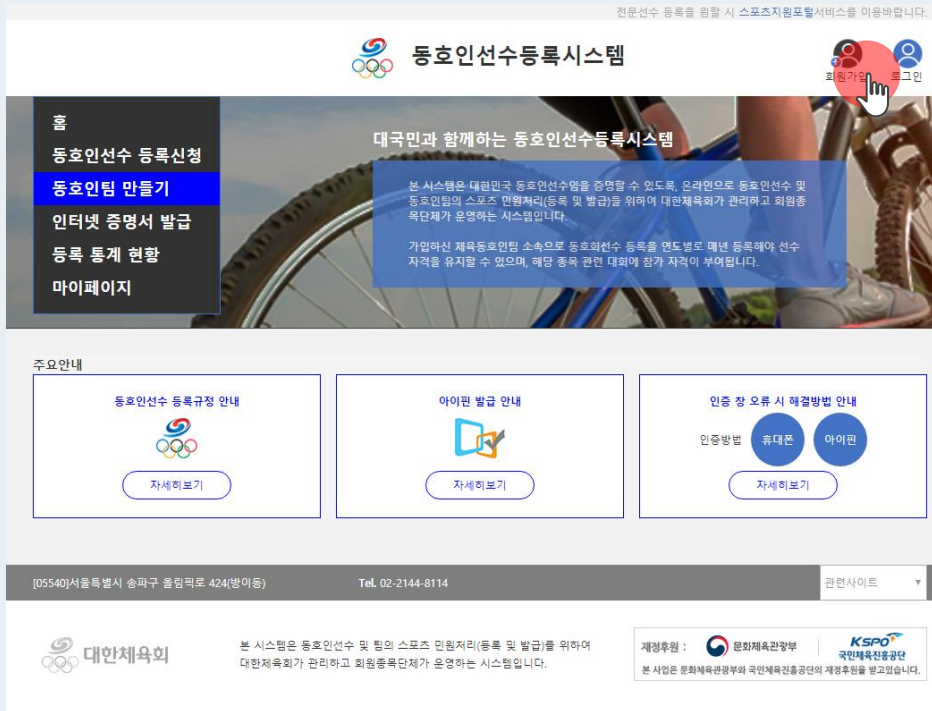 전문선수 등록을 원할 시 스포츠지원포털서비스를 이용바랍니다.
동호인선수등록시스템
회원가입
로그인
홈
동호인선수 등록신청
동호인팀 만들기
인터넷 증명서 발급
등록 통계 현황
마이페이지
대국민과 함께하는 동호인선수등록시스템
본 시스템은 대한민국 동호인선수임을 증명할 수 있도록, 온라인으로 동호인선수 및
동호인팀의 스포츠 민원처리(등록 및 발급)을 위하여 대한체육회가 관리하고 회원종
목단체가 운영하는 시스템입니다.
가입하신 체육동호인팀 소속으로 동호회선수 등록을 연도별로 매년 등록해야 선수
자격을 유지할 수 있으며, 해당 종목 관련 대회에 참가 자격이 부여됩니다.
주요안내
동호인선수 등록규정 안내
자세히보기
아이핀 발급 안내
자세히보기
인증 창 오류 시 해결방법 안내
인증방법 휴대폰 아이핀
자세히보기
[05540]서울특별시 송파구 올림픽로 424(방이동) Tel. 02-2144-8114
관련사이트
대한체육회
본 시스템은 동호인선수 및 팀의 스포츠 민원처리(등록 및 발급)를 위하여
대한체육회가 관리하고 회원종목단체가 운영하는 시스템입니다.
재정후원 : 문화체육관광부 KSPO 국민체육진흥공단
본 사업은 문화체육관광부와 국민체육진흥공단의 재정후원을 받고있습니다.